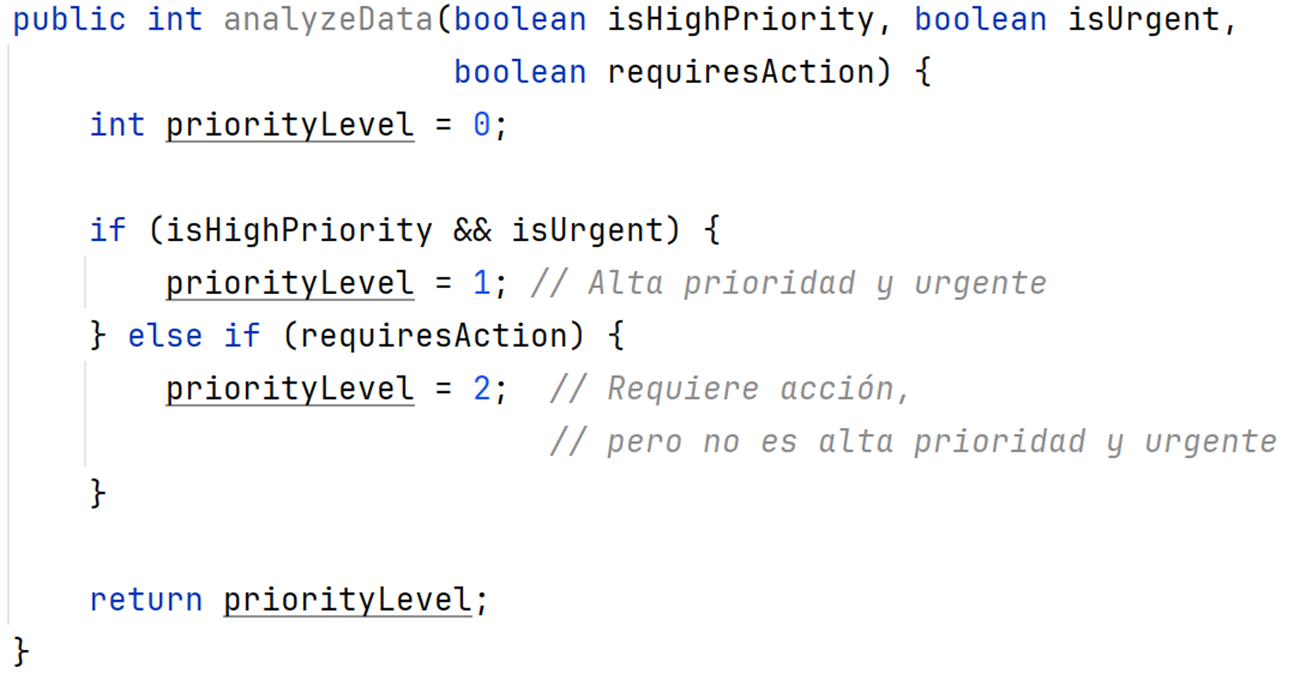 public int analyzeData(boolean isHighPriority, boolean isUrgent,
                       boolean requiresAction) {
    int priorityLevel = 0;

    if (isHighPriority && isUrgent) {
        priorityLevel = 1; // Alta prioridad y urgente
    } else if (requiresAction) {
        priorityLevel = 2;  // Requiere acción,
                            // pero no es alta prioridad y urgente
    }

    return priorityLevel;
}